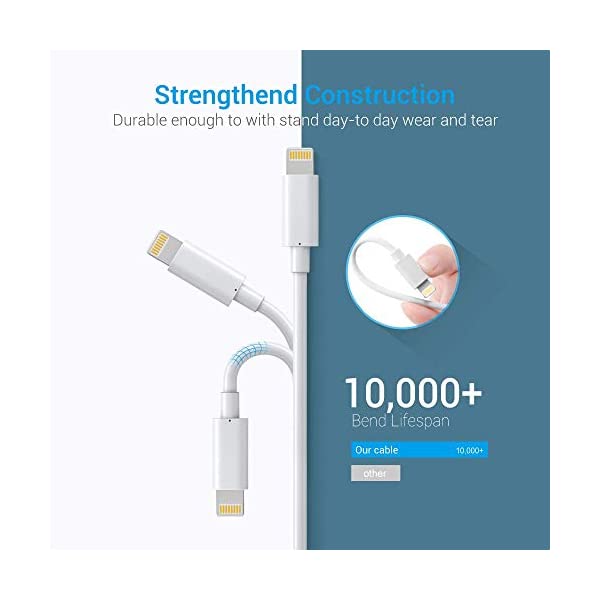 Strengthend Construction
Durable enough to with stand day-to day wear and tear
10,000+
Bend Lifespan
Our cable 10,000+
other